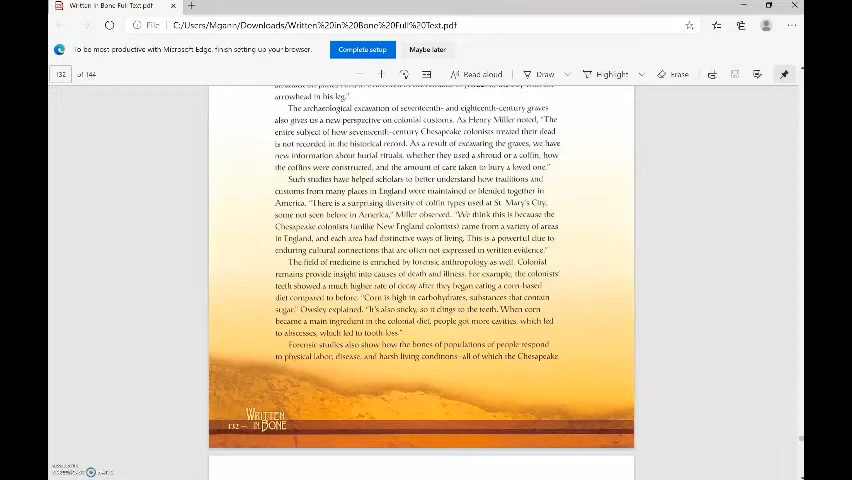 Written in Bone Full Text.pdf
File
C:/Users/Mgann/Downloads/Written%20in%20Bone%20Full%20Text.pdf
To be most productive with Microsoft Edge, finish setting up your browser.
Complete setup
Maybe later
132 of 144
Read aloud
Draw
Highlight
Erase
arrowhead in his leg."
The archaeological excavation of seventeenth- and eighteenth-century graves
also gives us a new perspective on colonial customs. As Henry Miller noted, "The
entire subject of how seventeenth-century Chesapeake colonists treated their dead
is not recorded in the historical record. As a result of excavating the graves, we have
new information about burial rituals, whether they used a shroud or a coffin, how
the coffins were constructed, and the amount of care taken to bury a loved one."
Such studies have helped scholars to better understand how traditions and
customs from many places in England were maintained or blended together in
America. "There is a surprising diversity of coffin types used at St. Mary's City,
some not seen before in America," Miller observed. "We think this is because the
Chesapeake colonists (unlike New England colonists) came from a variety of areas
in England, and each area had distinctive ways of living. This is a powerful clue to
enduring cultural connections that are often not expressed in written evidence."
The field of medicine is enriched by forensic anthropology as well. Colonial
remains provide insight into causes of death and illness. For example, the colonists'
teeth showed a much higher rate of decay after they began eating a corn-based
diet compared to before. "Corn is high in carbohydrates, substances that contain
sugar," Owsley explained. "It's also sticky, so it clings to the teeth. When corn
became a main ingredient in the colonial diet, people got more cavities, which led
to abscesses, which led to tooth loss."
Forensic studies also show how the bones of populations of people respond
to physical labor, disease, and harsh living conditions—all of which the Chesapeake
132
WRITTEN
IN BONE